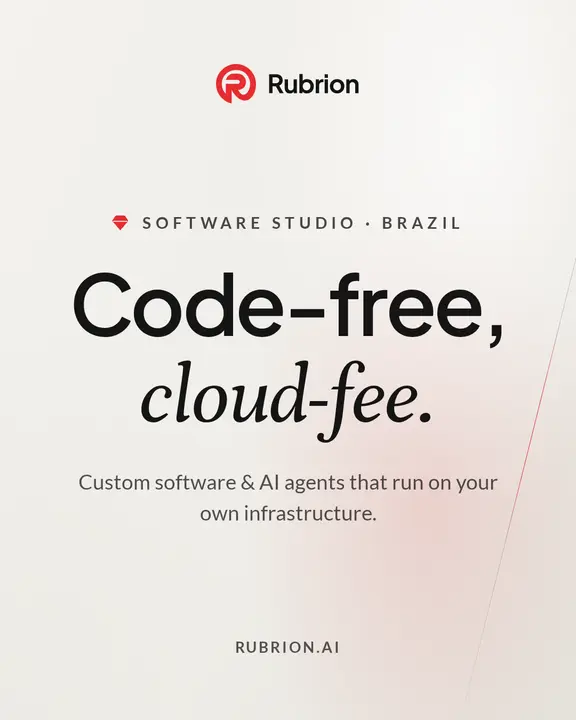 Rubrion
SOFTWARE STUDIO · BRAZIL
Code-free,
cloud-fee.
Custom software & AI agents that run on your
own infrastructure.
RUBRION.AI